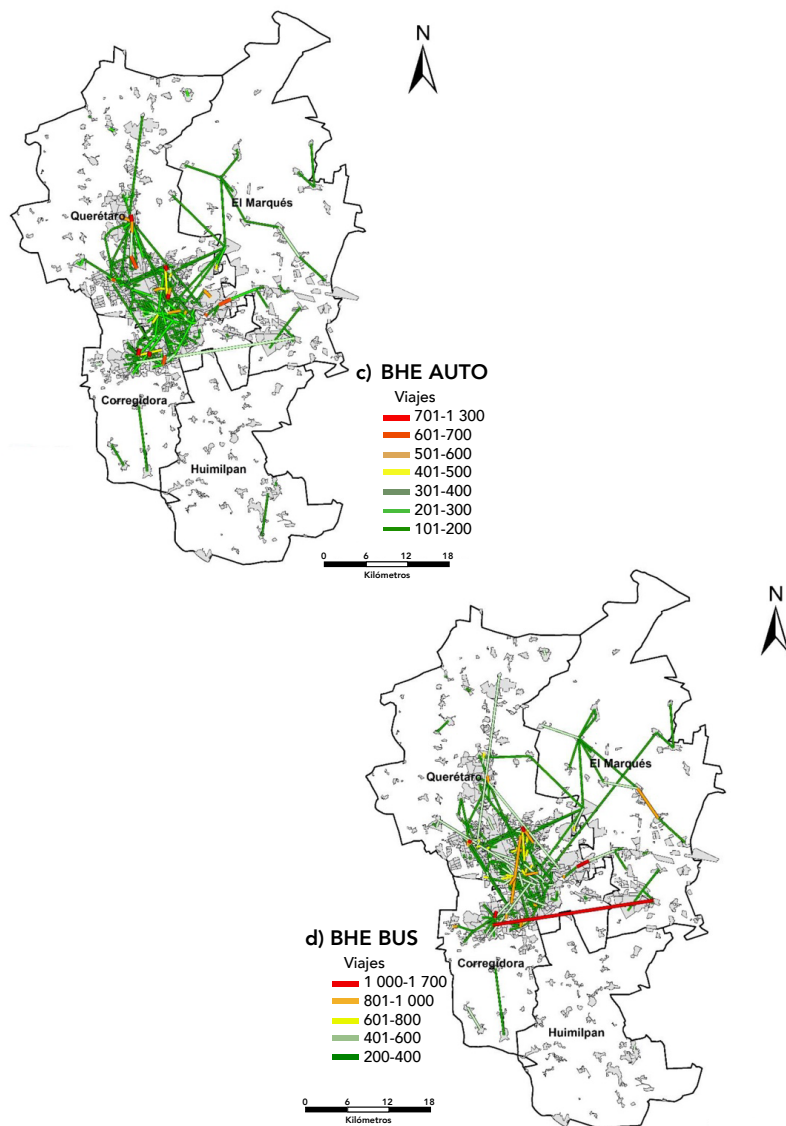 N
El Marqués
Querétaro
c) BHE AUTO
Viajes
701-1 300
601-700
501-600
401-500
301-400
201-300
101-200
Corregidora
Huimilpan
0 6 12 18
Kilómetros
N
El Marqués
Querétaro
d) BHE BUS
Viajes
1 000-1 700
801-1 000
601-800
401-600
200-400
Corregidora
Huimilpan
0 6 12 18
Kilómetros